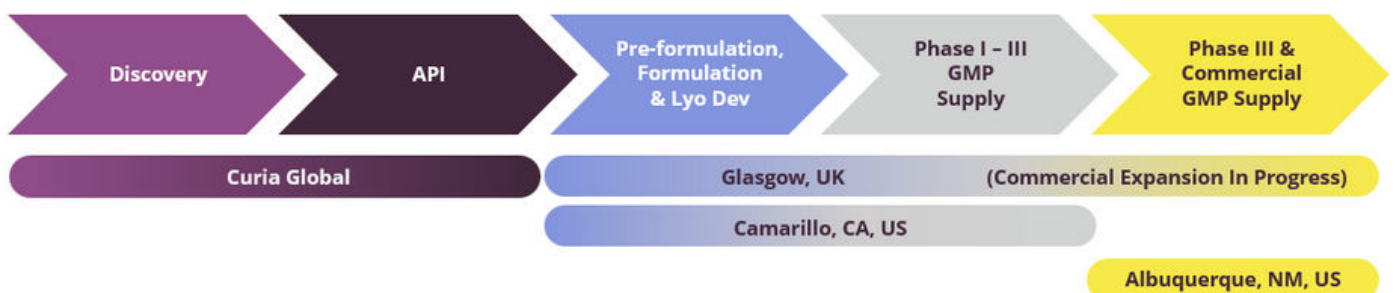 Discovery
API
Pre-formulation,
Formulation
& Lyo Dev
Phase I – III
GMP
Supply
Phase III &
Commercial
GMP Supply
Curia Global
Glasgow, UK
(Commercial Expansion In Progress)
Camarillo, CA, US
Albuquerque, NM, US